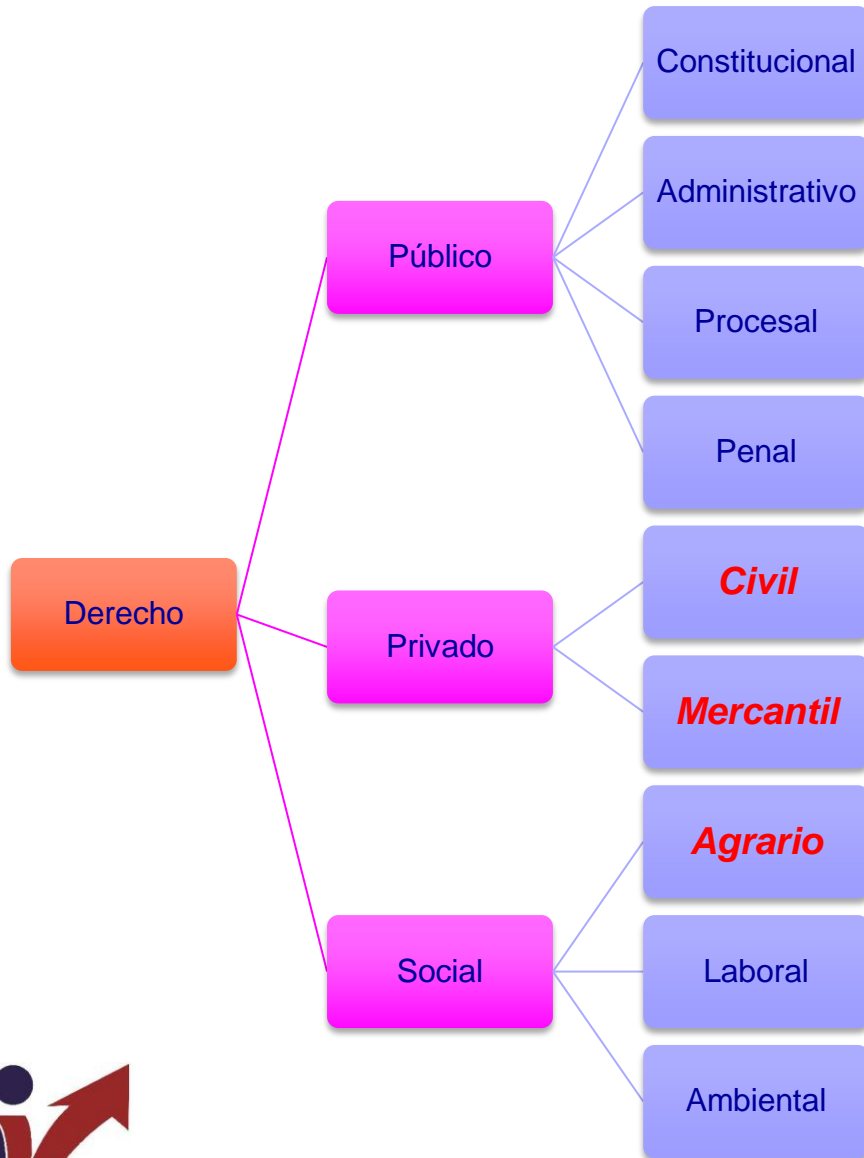 Constitucional
Administrativo
Público
Procesal
Penal
Derecho
Civil
Privado
Mercantil
Agrario
Social
Laboral
Ambiental